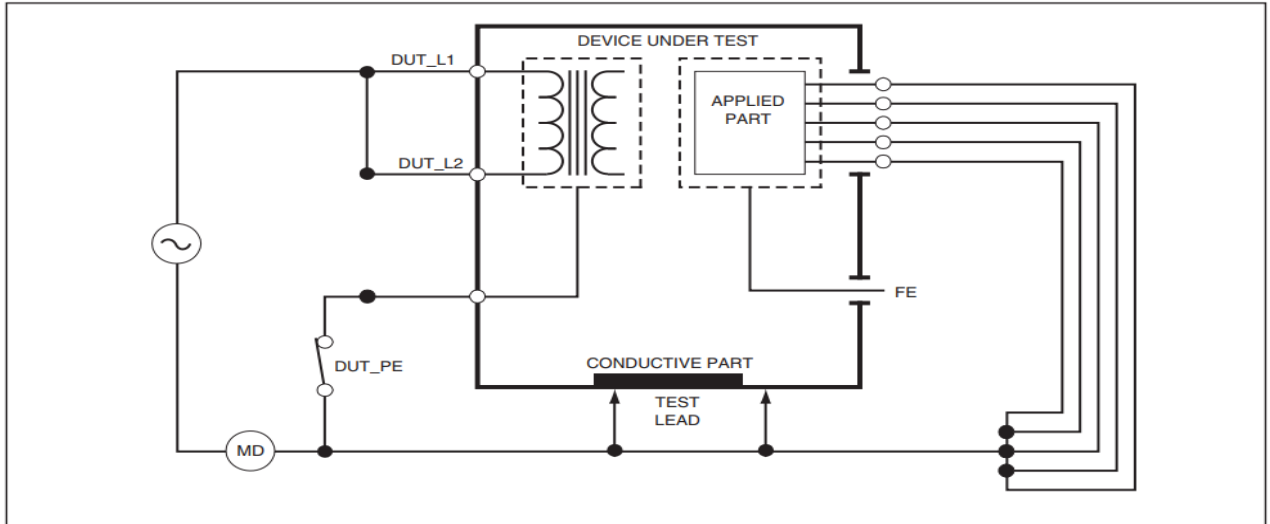 DEVICE UNDER TEST
DUT_L1
APPLIED
PART
DUT_L2
FE
DUT_PE
CONDUCTIVE PART
TEST
LEAD
MD